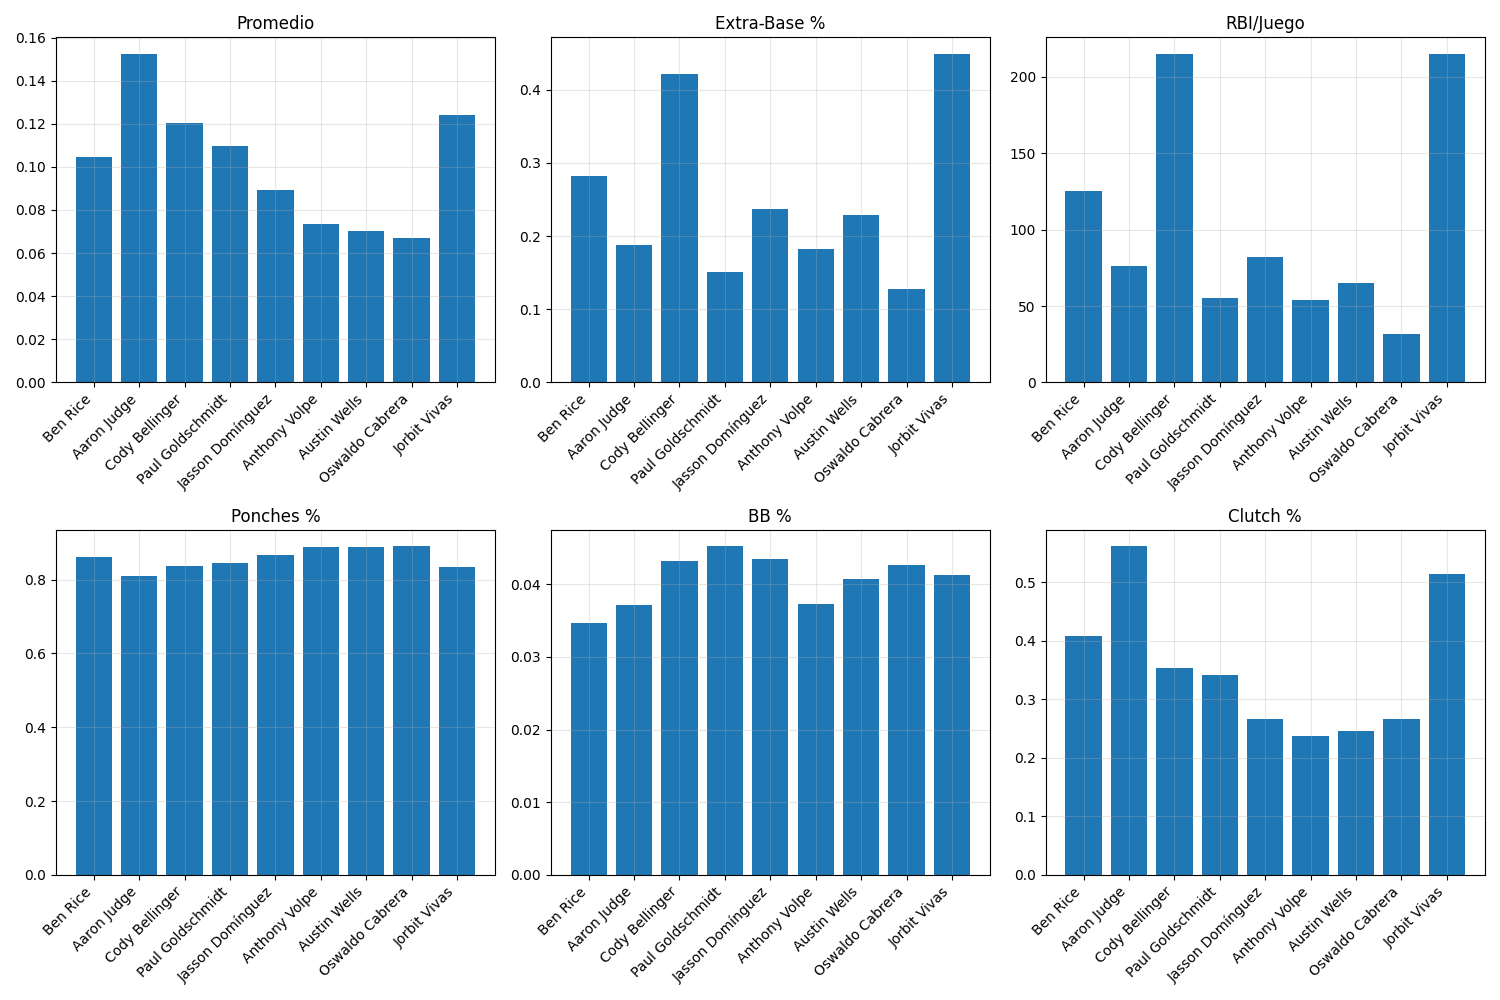 Promedio
0.16
0.14
0.12
0.10
0.08
0.06
0.04
0.02
0.00
Ben Rice
Aaron Judge
Cody Bellinger
Paul Goldschmidt
Jasson Domínguez
Anthony Volpe
Austin Wells
Oswaldo Cabrera
Jorbit Vivas
Extra-Base %
0.4
0.3
0.2
0.1
0.0
Ben Rice
Aaron Judge
Cody Bellinger
Paul Goldschmidt
Jasson Domínguez
Anthony Volpe
Austin Wells
Oswaldo Cabrera
Jorbit Vivas
RBI/Juego
200
150
100
50
0
Ben Rice
Aaron Judge
Cody Bellinger
Paul Goldschmidt
Jasson Domínguez
Anthony Volpe
Austin Wells
Oswaldo Cabrera
Jorbit Vivas
Ponches %
0.8
0.6
0.4
0.2
0.0
Ben Rice
Aaron Judge
Cody Bellinger
Paul Goldschmidt
Jasson Domínguez
Anthony Volpe
Austin Wells
Oswaldo Cabrera
Jorbit Vivas
BB %
0.04
0.03
0.02
0.01
0.00
Ben Rice
Aaron Judge
Cody Bellinger
Paul Goldschmidt
Jasson Domínguez
Anthony Volpe
Austin Wells
Oswaldo Cabrera
Jorbit Vivas
Clutch %
0.5
0.4
0.3
0.2
0.1
0.0
Ben Rice
Aaron Judge
Cody Bellinger
Paul Goldschmidt
Jasson Domínguez
Anthony Volpe
Austin Wells
Oswaldo Cabrera
Jorbit Vivas